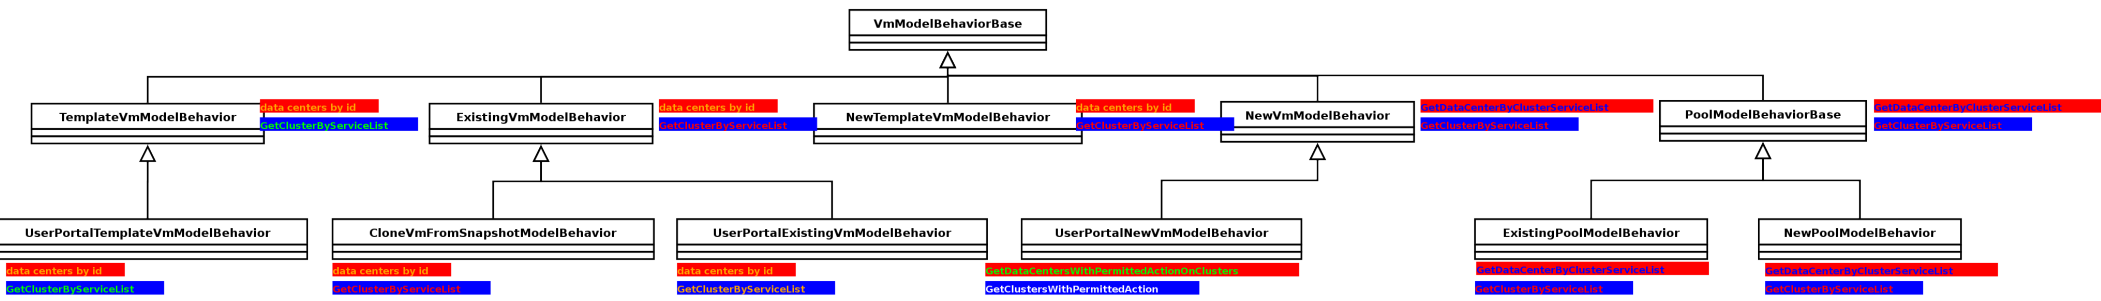 VmModelBehaviorBase
TemplateVmModelBehavior
data centers by id
GetClusterByServiceList
ExistingVmModelBehavior
data centers by id
GetClusterByServiceList
NewTemplateVmModelBehavior
data centers by id
GetClusterByServiceList
NewVmModelBehavior
GetDataCenterByClusterServiceList
GetClusterByServiceList
PoolModelBehaviorBase
GetDataCenterByClusterServiceList
GetClusterByServiceList
UserPortalTemplateVmModelBehavior
data centers by id
GetClusterByServiceList
CloneVmFromSnapshotModelBehavior
data centers by id
GetClusterByServiceList
UserPortalExistingVmModelBehavior
data centers by id
GetClusterByServiceList
UserPortalNewVmModelBehavior
GetDataCentersWithPermittedActionOnClusters
GetClustersWithPermittedAction
ExistingPoolModelBehavior
GetDataCenterByClusterServiceList
GetClusterByServiceList
NewPoolModelBehavior
GetDataCenterByClusterServiceList
GetClusterByServiceList